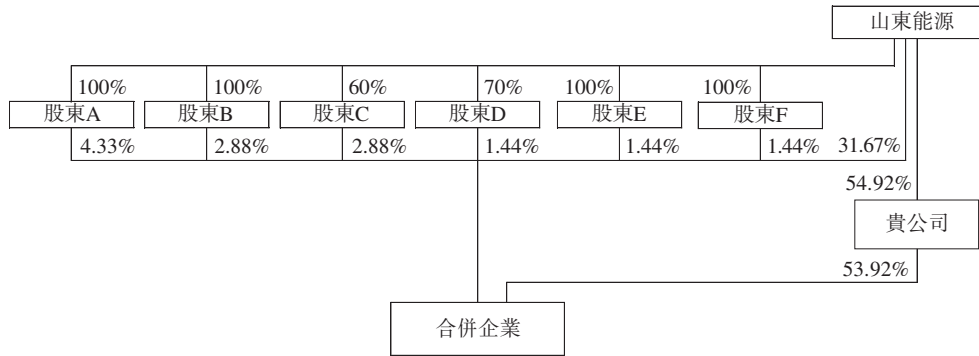 山東能源
100% 100% 60% 70% 100% 100%
股東A 股東B 股東C 股東D 股東E 股東F
4.33% 2.88% 2.88% 1.44% 1.44% 1.44% 31.67%
54.92%
貴公司
53.92%
合併企業